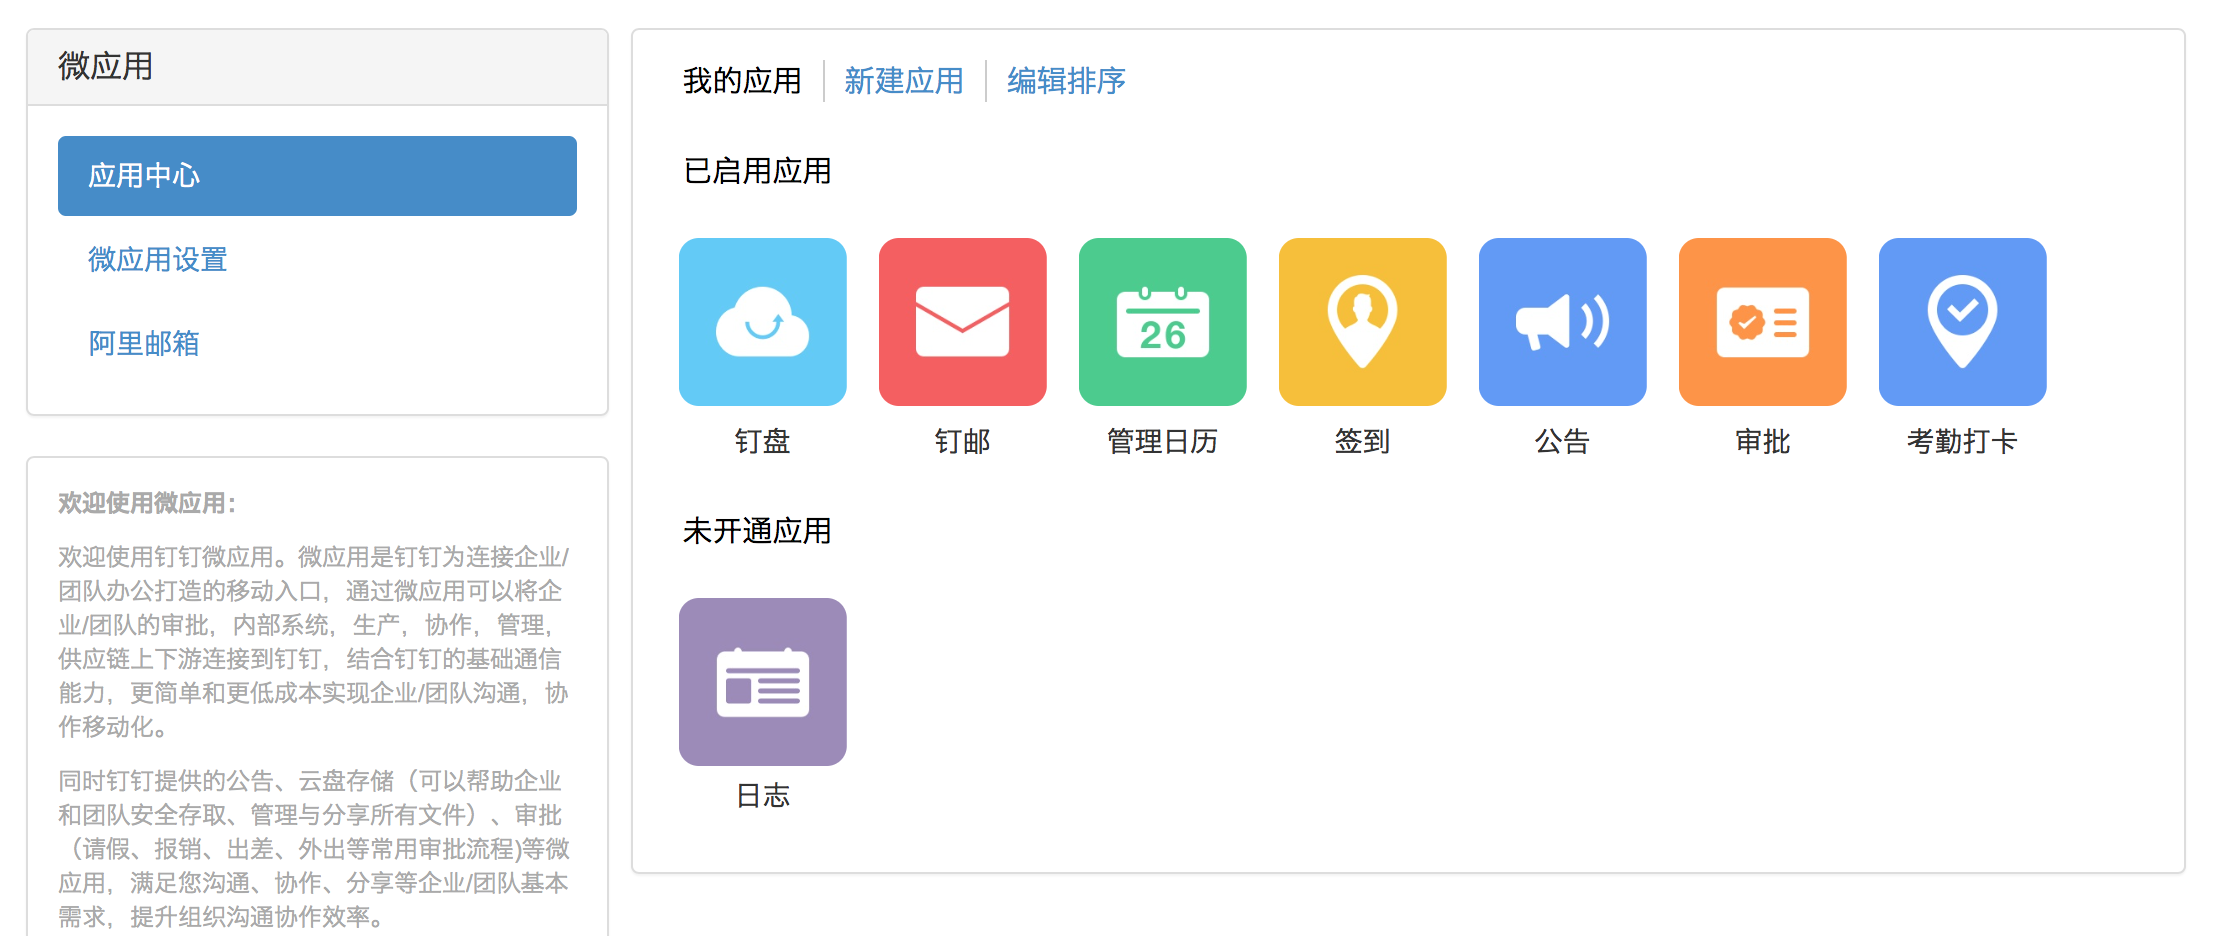 微应用
应用中心
微应用设置
阿里邮箱
欢迎使用微应用：
欢迎使用钉钉微应用。微应用是钉钉为连接企业/
团队办公打造的移动入口，通过微应用可以将企
业/团队的审批，内部系统，生产，协作，管理，
供应链上下游连接到钉钉，结合钉钉的基础通信
能力，更简单和更低成本实现企业/团队沟通，协
作移动化。
同时钉钉提供的公告、云盘存储（可以帮助企业
和团队安全存取、管理与分享所有文件）、审批
（请假、报销、出差、外出等常用审批流程)等微
应用，满足您沟通、协作、分享等企业/团队基本
需求，提升组织沟通协作效率。
我的应用 新建应用 编辑排序
已启用应用
26
钉盘 钉邮 管理日历 签到 公告 审批 考勤打卡
未开通应用
日志